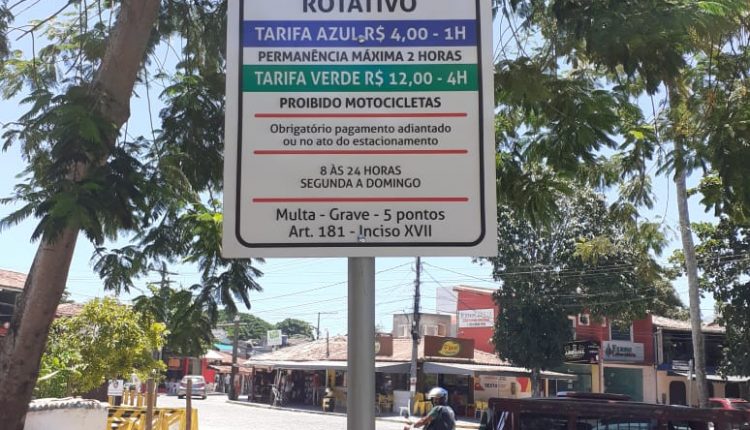 ROTATIVO
TARIFA AZUL R$ 4,00 - 1H
PERMANÊNCIA MÁXIMA 2 HORAS
TARIFA VERDE R$ 12,00 - 4H
PROIBIDO MOTOCICLETAS
Obrigatório pagamento adiantado
ou no ato do estacionamento
8 ÀS 24 HORAS
SEGUNDA A DOMINGO
Multa - Grave - 5 pontos
Art. 181 - Inciso XVII